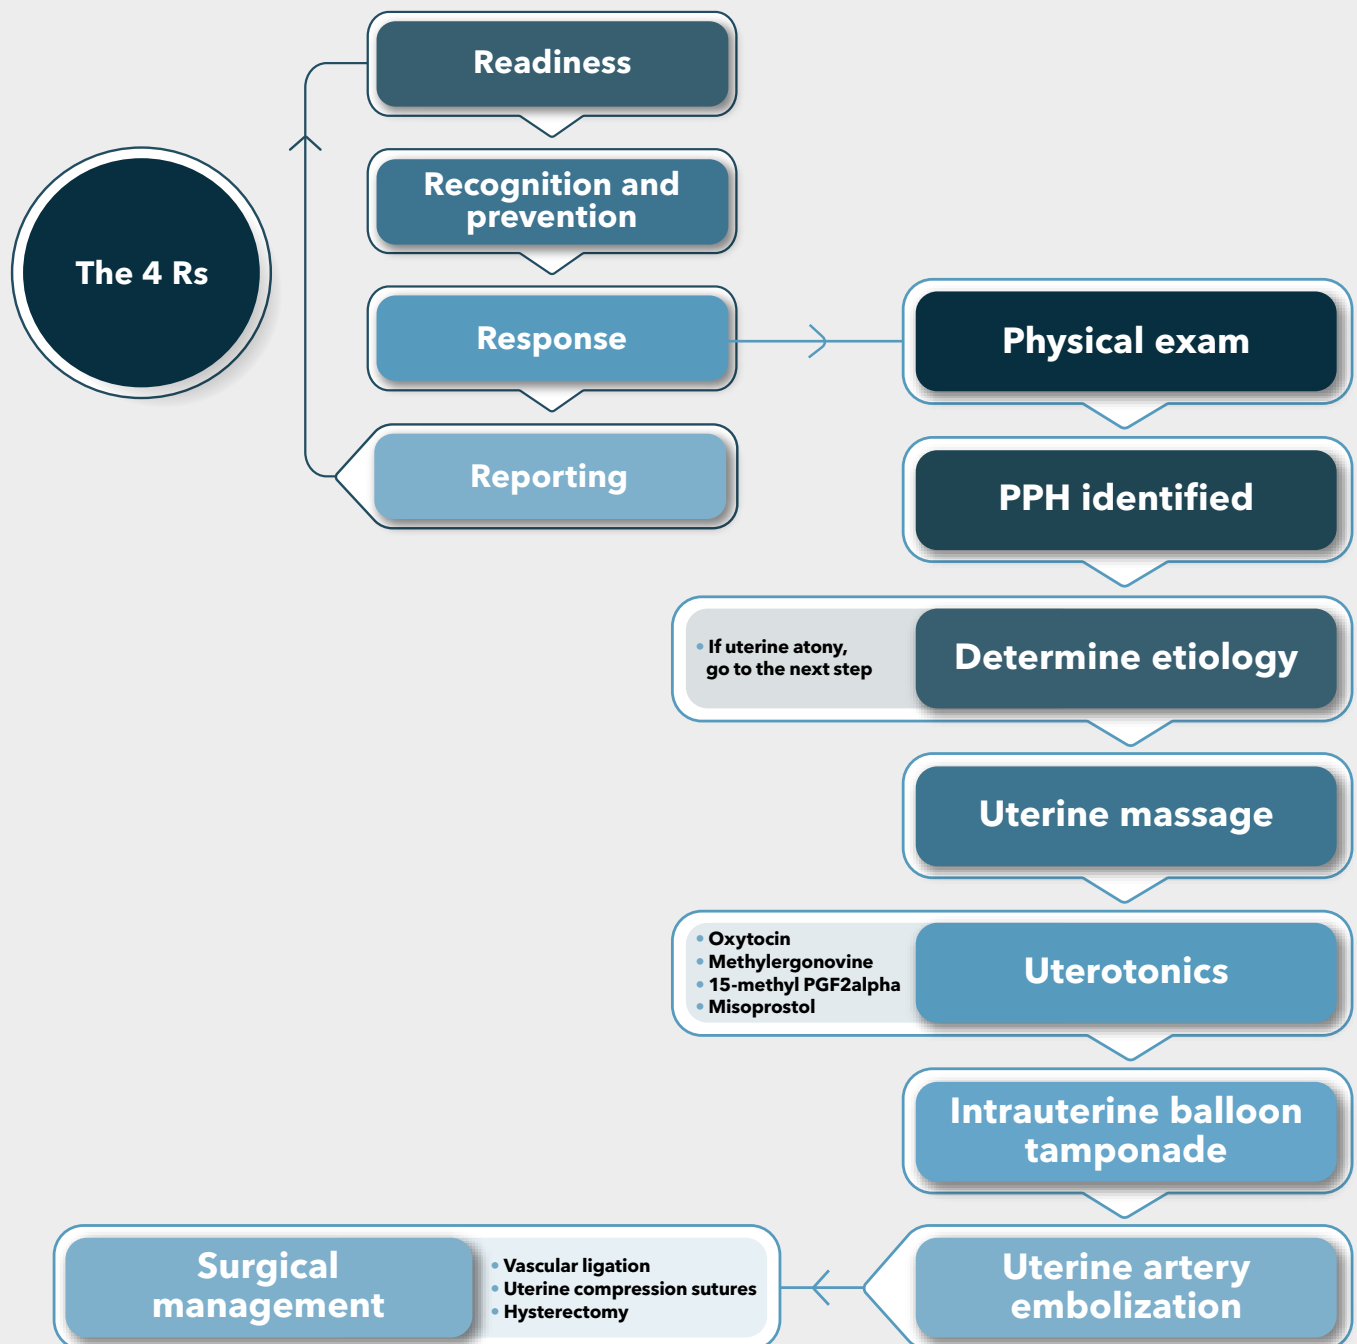 The 4 Rs
Readiness
Recognition and
prevention
Response
Reporting
Physical exam
PPH identified
• If uterine atony,
go to the next step
Determine etiology
Uterine massage
• Oxytocin
• Methylergonovine
• 15-methyl PGF2alpha
• Misoprostol
Uterotonics
Intrauterine balloon
tamponade
Uterine artery
embolization
Surgical
management
• Vascular ligation
• Uterine compression sutures
• Hysterectomy